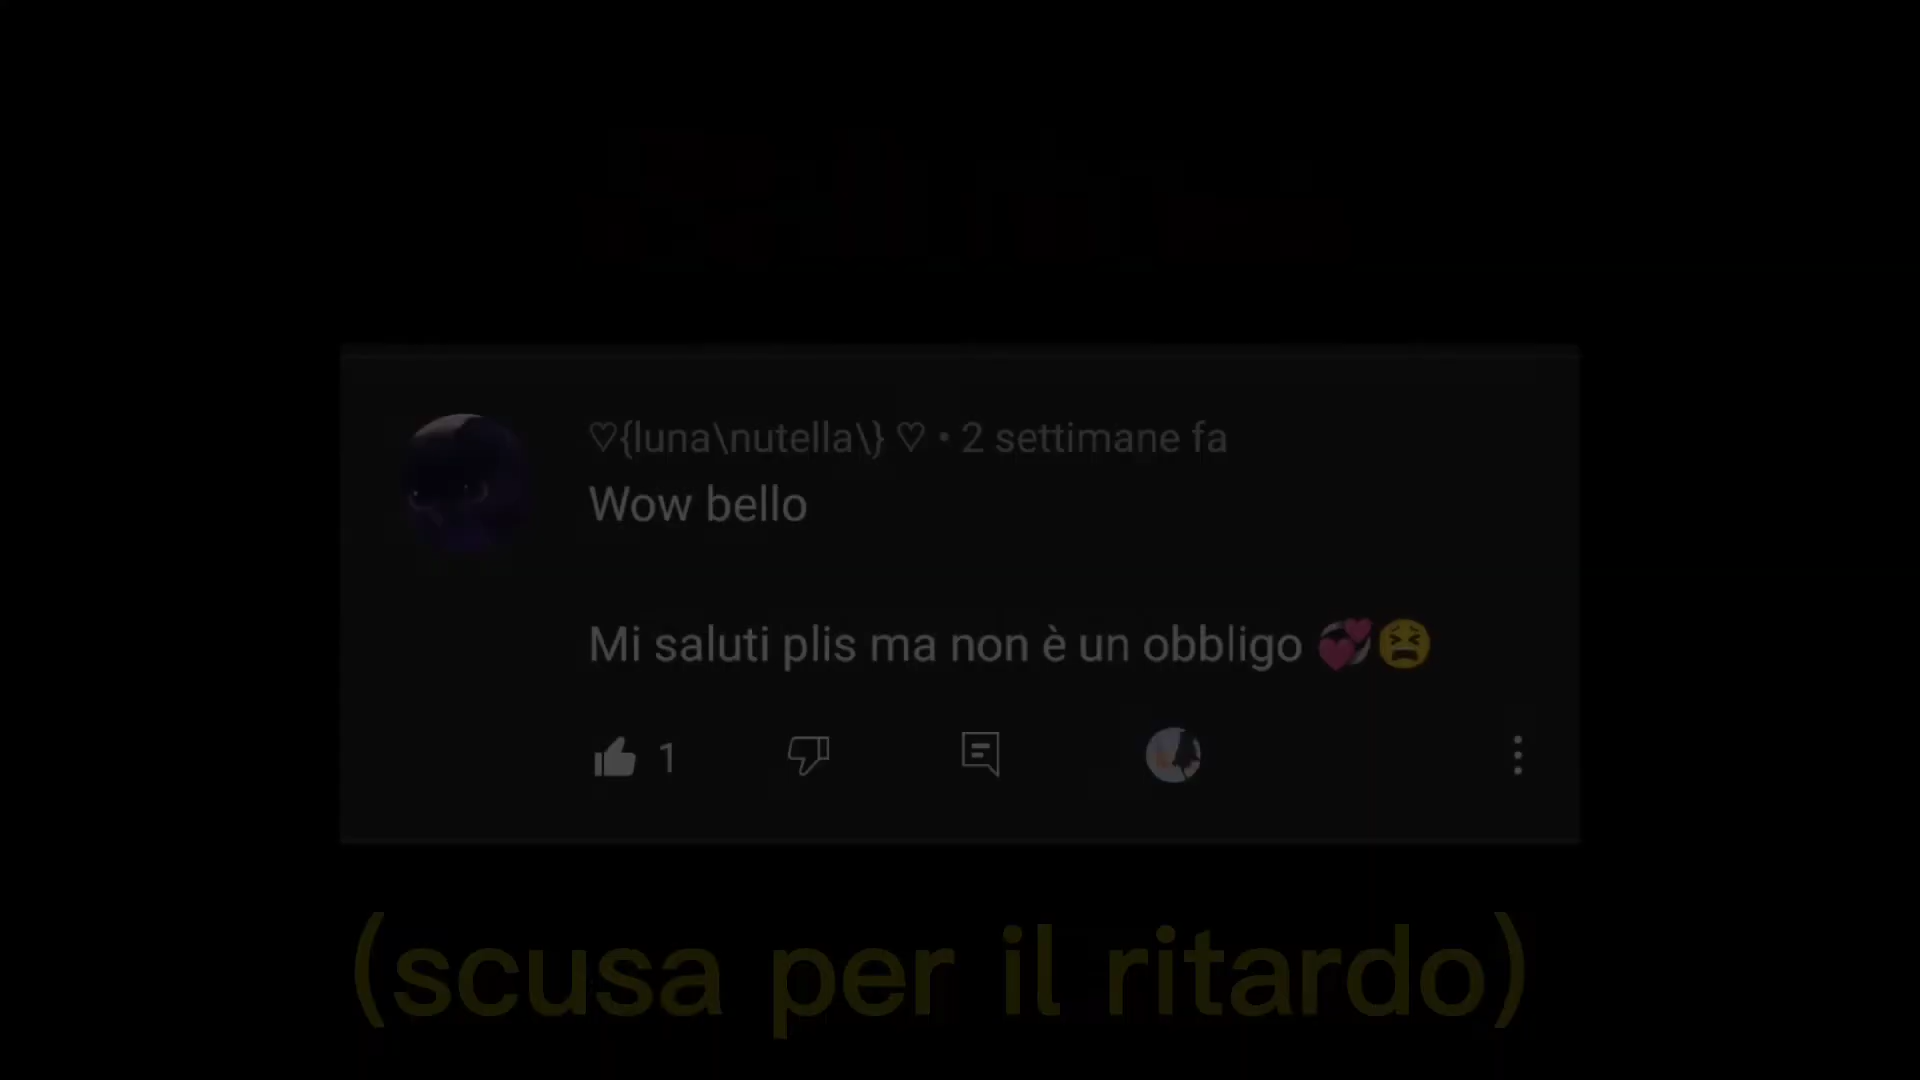 ♡{luna\nutella\} ♡ • 2 settimane fa
Wow bello
Mi saluti plis ma non è un obbligo 💞😫
1
(scusa per il ritardo)